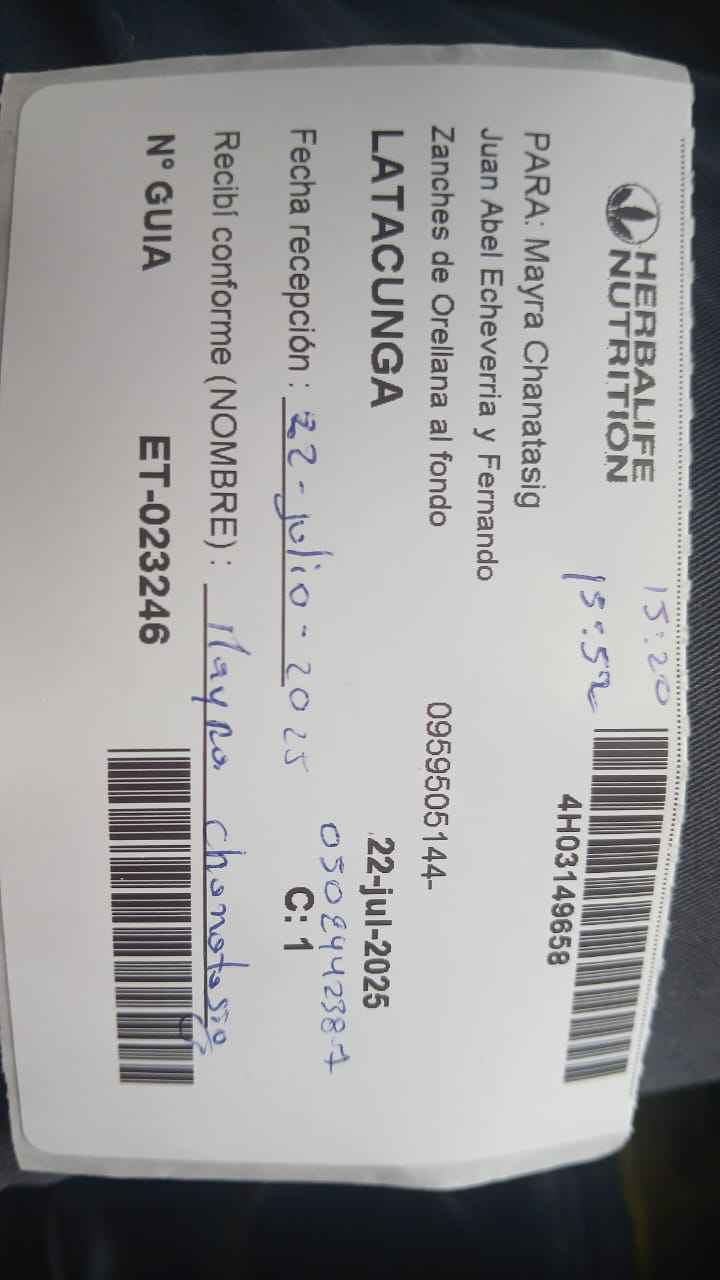 HERBALIFE
NUTRITION
15:20
15:52
4H03149658
PARA: Mayra Chanatasig
Juan Abel Echeverria y Fernando
Zanches de Orellana al fondo
0959505144-
LATACUNGA
22-jul-2025
0502442387
Fecha recepción : 22-julio-2025
C: 1
Recibí conforme (NOMBRE) : Mayra Chanatasig
N° GUIA
ET-023246